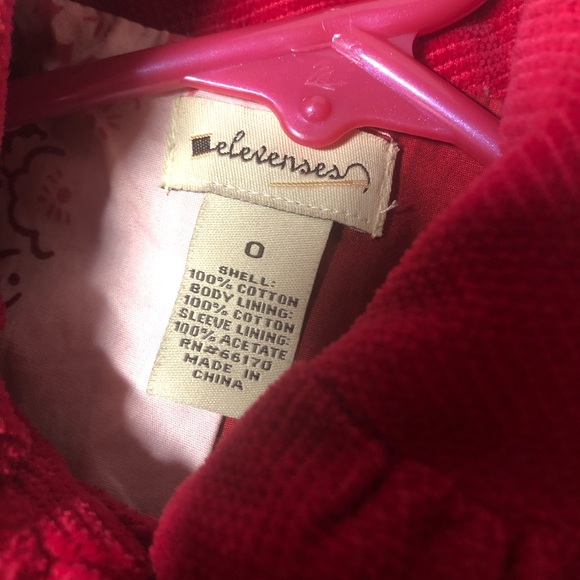 elevenses
0
SHELL:
100% COTTON
BODY LINING:
100% COTTON
SLEEVE LINING:
100% ACETATE
RN#66170
MADE IN
CHINA